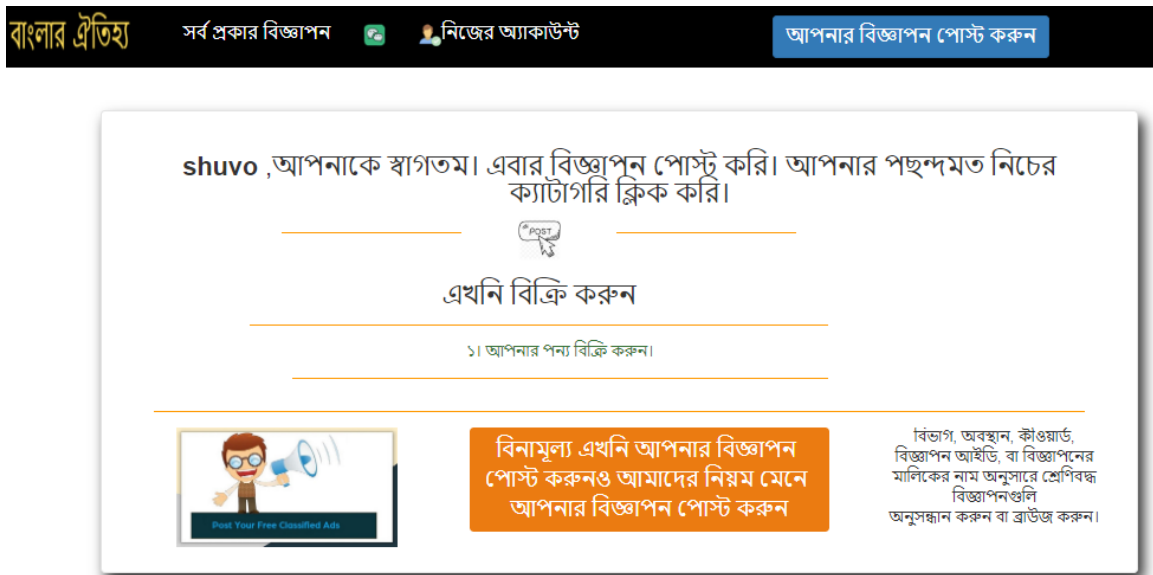 বাংলার ঐতিহ্য সর্ব প্রকার বিজ্ঞাপন নিজের অ্যাকাউন্ট আপনার বিজ্ঞাপন পোস্ট করুন
shuvo ,আপনাকে স্বাগতম। এবার বিজ্ঞাপন পোস্ট করি। আপনার পছন্দমত নিচের
ক্যাটাগরি ক্লিক করি।
POST
এখনি বিক্রি করুন
১। আপনার পন্য বিক্রি করুন।
Post Your Free Classified Ads
বিনামূল্য এখনি আপনার বিজ্ঞাপন
পোস্ট করুনও আমাদের নিয়ম মেনে
আপনার বিজ্ঞাপন পোস্ট করুন
বিভাগ, অবস্থান, কীওয়ার্ড,
বিজ্ঞাপন আইডি, বা বিজ্ঞাপনের
মালিকের নাম অনুসারে শ্রেণিবদ্ধ
বিজ্ঞাপনগুলি
অনুসন্ধান করুন বা ব্রাউজ করুন।